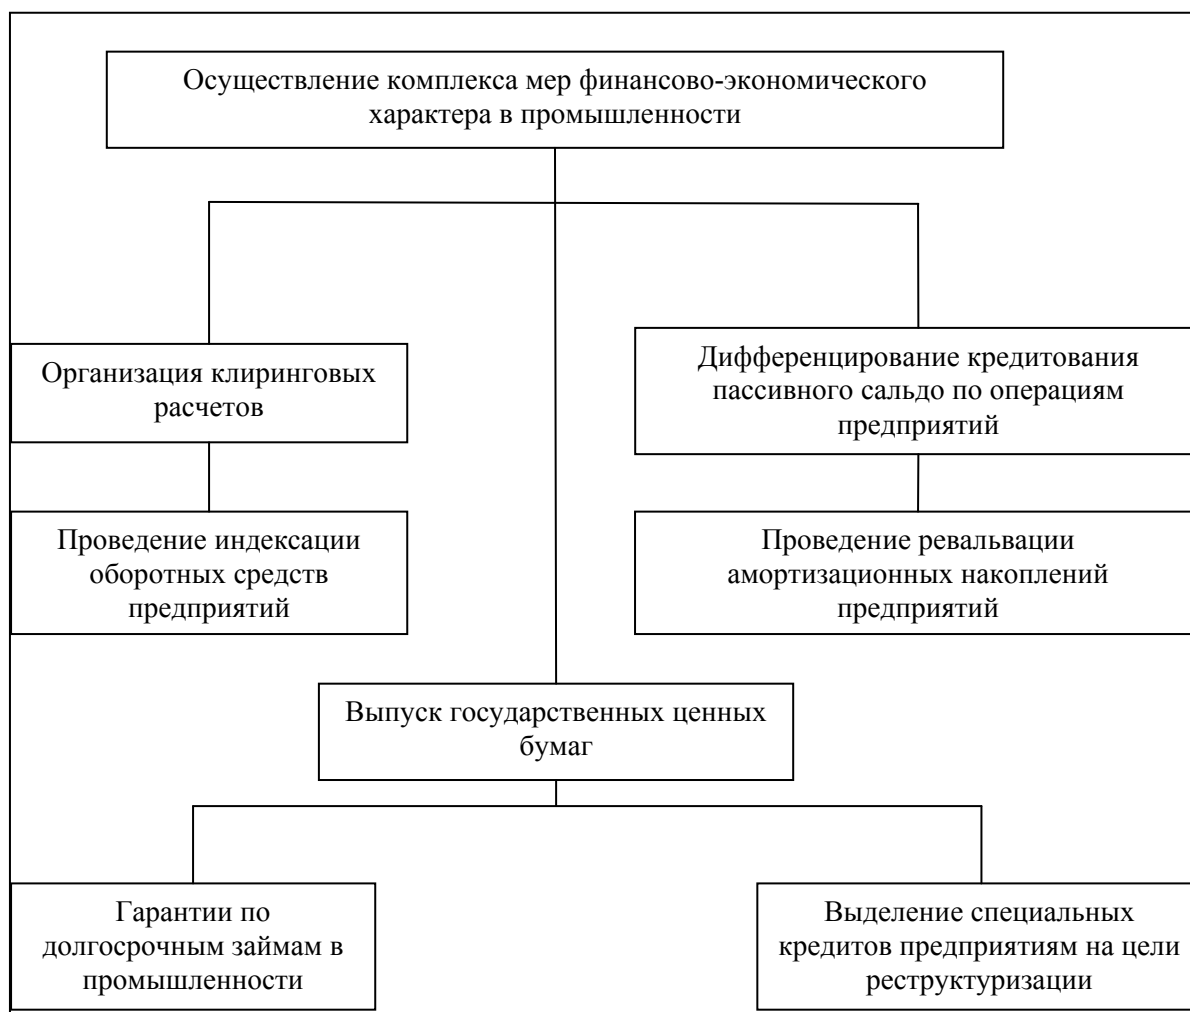 Осуществление комплекса мер финансово-экономического
характера в промышленности
Организация клиринговых
расчетов
Дифференцирование кредитования
пассивного сальдо по операциям
предприятий
Проведение индексации
оборотных средств
предприятий
Проведение ревальвации
амортизационных накоплений
предприятий
Выпуск государственных ценных
бумаг
Гарантии по
долгосрочным займам в
промышленности
Выделение специальных
кредитов предприятиям на цели
реструктуризации